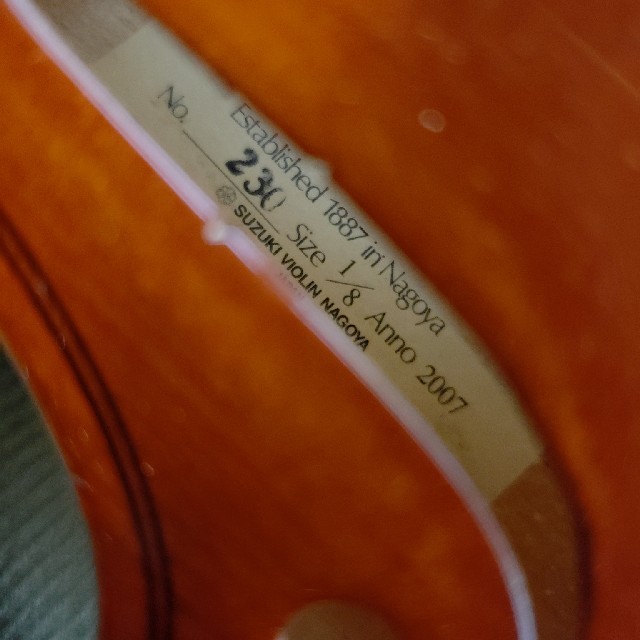 Established 1887 in Nagoya
No. 230 Size 1/8 Anno 2007
SUZUKI VIOLIN NAGOYA